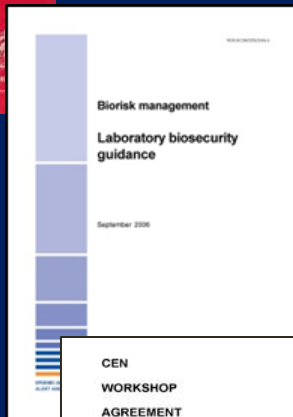 Biorisk management
Laboratory biosecurity
guidance
September 2006
CEN
WORKSHOP
AGREEMENT